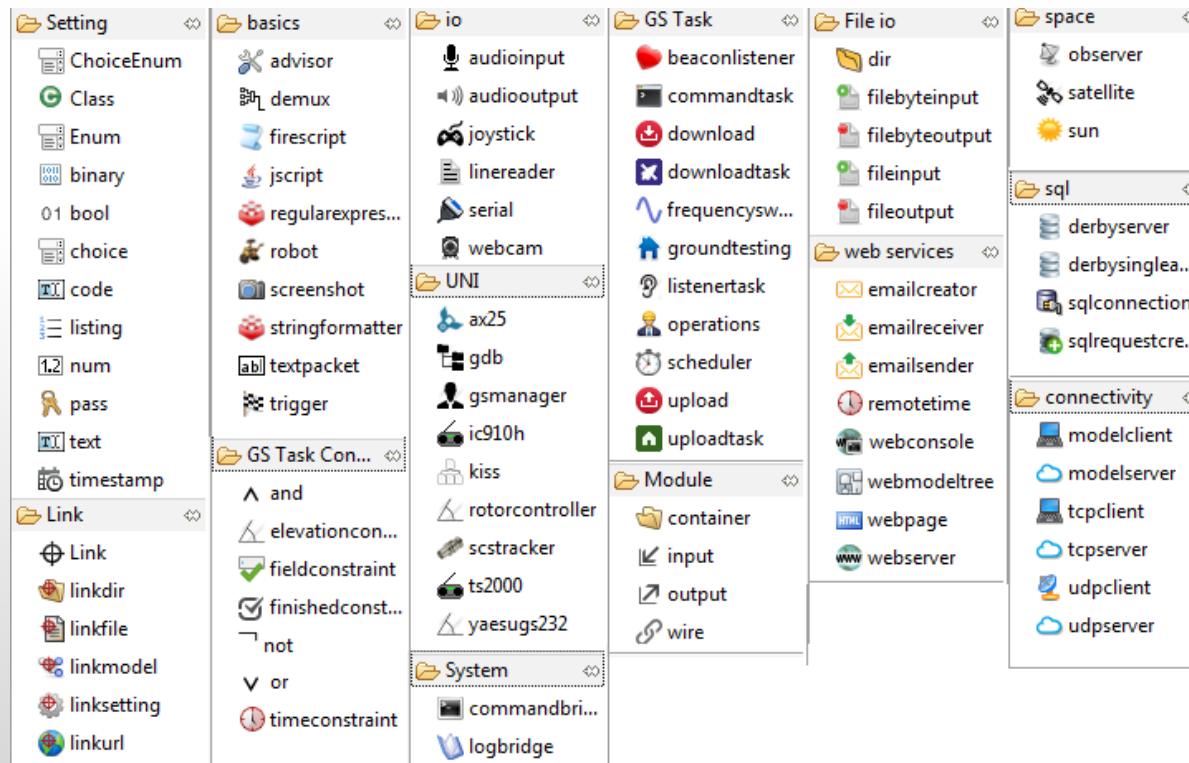 Setting
ChoiceEnum
Class
Enum
binary
01 bool
choice
code
listing
1.2 num
pass
text
timestamp
Link
Link
linkdir
linkfile
linkmodel
linksetting
linkurl
basics
advisor
demux
firescript
jscript
regularexpres...
robot
screenshot
stringformatter
ab textpacket
trigger
GS Task Con...
and
elevationcon...
fieldconstraint
finishedconst...
not
or
timeconstraint
io
audioinput
audiooutput
joystick
linereader
serial
webcam
UNI
ax25
gdb
gsmanager
ic910h
kiss
rotorcontroller
scstracker
ts2000
yaesugs232
System
commandbri...
logbridge
GS Task
beaconlistener
commandtask
download
downloadtask
frequencysw...
groundtesting
listenertask
operations
scheduler
upload
uploadtask
Module
container
input
output
wire
File io
dir
filebyteinput
filebyteoutput
fileinput
fileoutput
web services
emailcreator
emailreceiver
emailsender
remotetime
webconsole
webmodeltree
HTML webpage
www webserver
space
observer
satellite
sun
sql
derbyserver
derbysinglea..
sqlconnection
sqlrequestcre.
connectivity
modelclient
modelserver
tcpclient
tcpserver
udpclient
udpserver